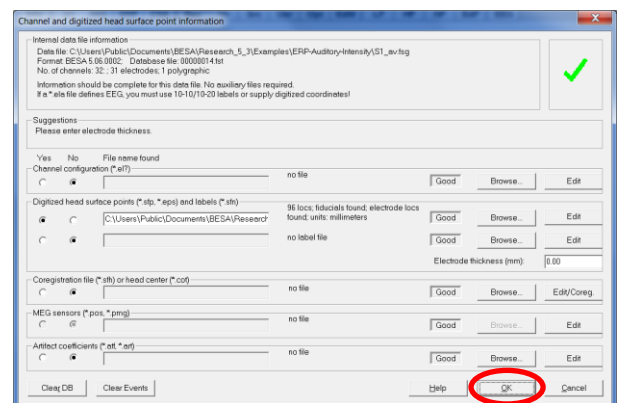 Channel and digitized head surface point information
Internal data file information
Data file: C:\Users\Public\Documents\BESA\Research_5_3\Examples\ERP-Auditory-Intensity\S1_av.fsg
Format: BESA 5.06.0002; Database file: 00000014.fst
No. of channels: 32:; 31 electrodes; 1 polygraphic
Information should be complete for this data file. No auxiliary files required.
If a *.ela file defines EEG, you must use 10-10/10-20 labels or supply digitized coordinates!
Suggestions
Please enter electrode thickness.
Yes No File name found
Channel configuration (*.el?)
no file Good Browse... Edit
Digitized head surface points (*.sfp, *.eps) and labels (*.sfn)
C:\Users\Public\Documents\BESA\Research 96 locs; fiducials found; electrode locs found; units: millimeters Good Browse... Edit
no label file Good Browse... Edit
Electrode thickness (mm): 0.00
Coregistration file (*.sfh) or head center (*.cot)
no file Good Browse... Edit/Coreg.
MEG sensors (*.pos, *.pmg)
no file Good Browse... Edit
Artifact coefficients (*.atf, *.art)
no file Good Browse... Edit
Clear DB Clear Events Help OK Cancel